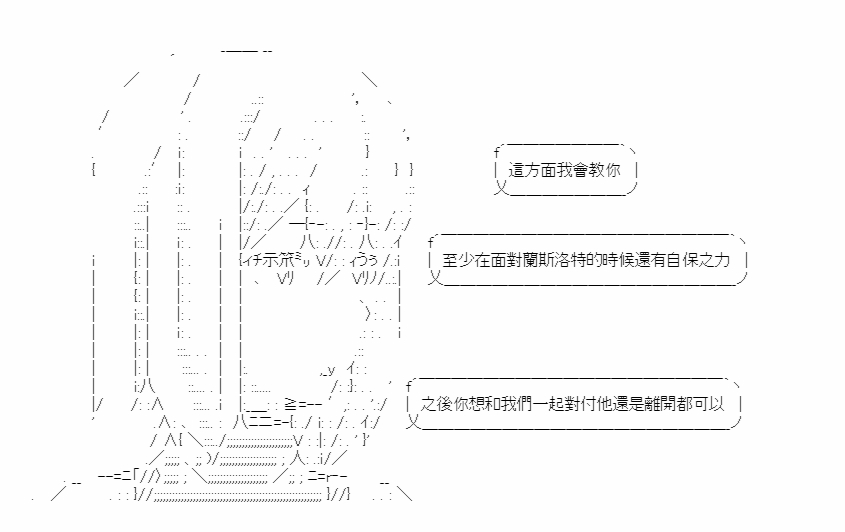 這方面我會教你
至少在面對蘭斯洛特的時候還有自保之力
之後你想和我們一起對付他還是離開都可以